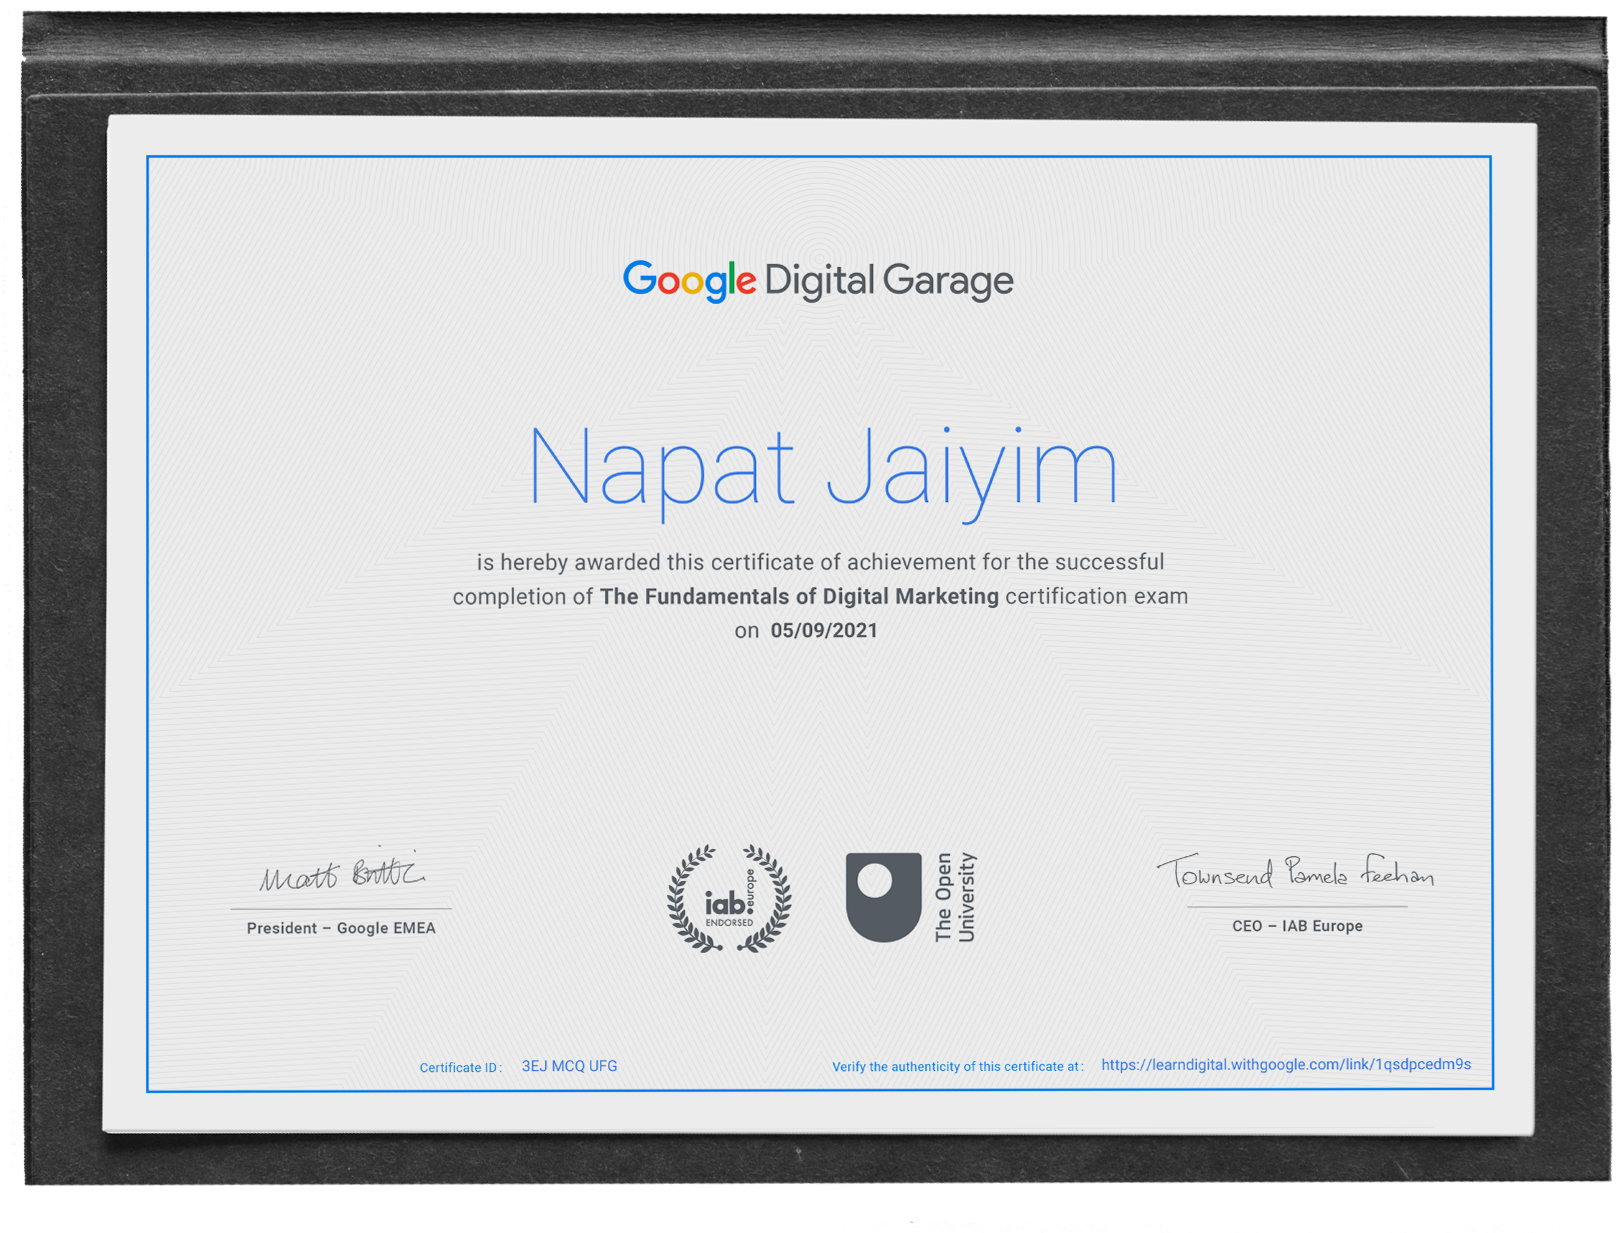 Google Digital Garage
Napat Jaiyim
is hereby awarded this certificate of achievement for the successful
completion of The Fundamentals of Digital Marketing certification exam
on 05/09/2021
Matt Brittin
President – Google EMEA
iab: europe
ENDORSED
The Open
University
Townsend Pamela Feehan
CEO – IAB Europe
Certificate ID: 3EJ MCQ UFG
Verify the authenticity of this certificate at: https://learndigital.withgoogle.com/link/1qsdpcedm9s